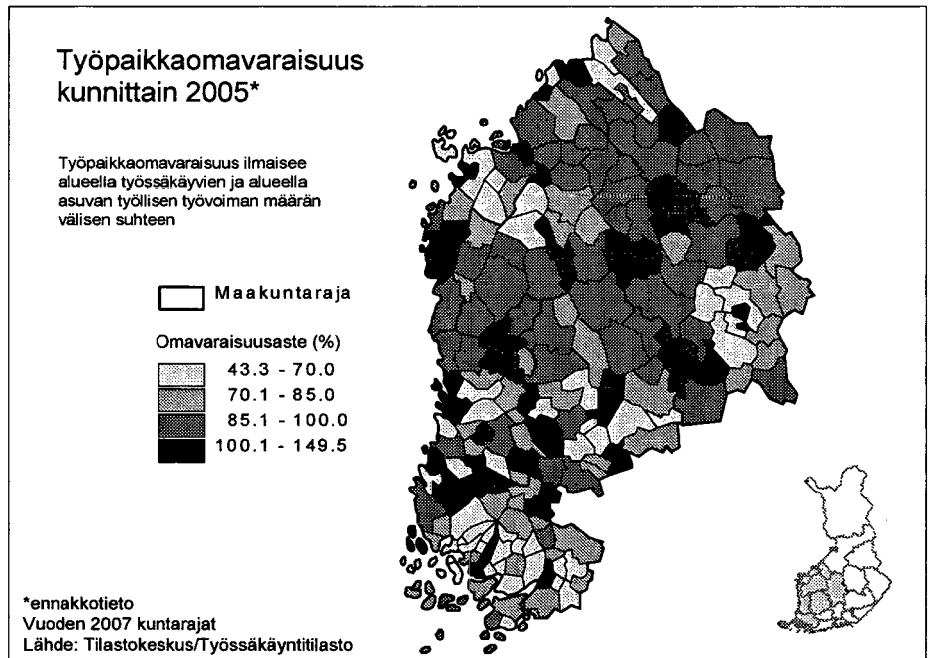 Työpaikkaomavaraisuus
kunnittain 2005*
Työpaikkaomavaraisuus ilmaisee
alueella työssäkäyvien ja alueella
asuvan työllisen työvoiman määrän
välisen suhteen
Maakuntaraja
Omavaraisuusaste (%)
43.3 - 70.0
70.1 - 85.0
85.1 - 100.0
100.1 - 149.5
*ennakkotieto
Vuoden 2007 kuntarajat
Lähde: Tilastokeskus/Työssäkäyntitilasto